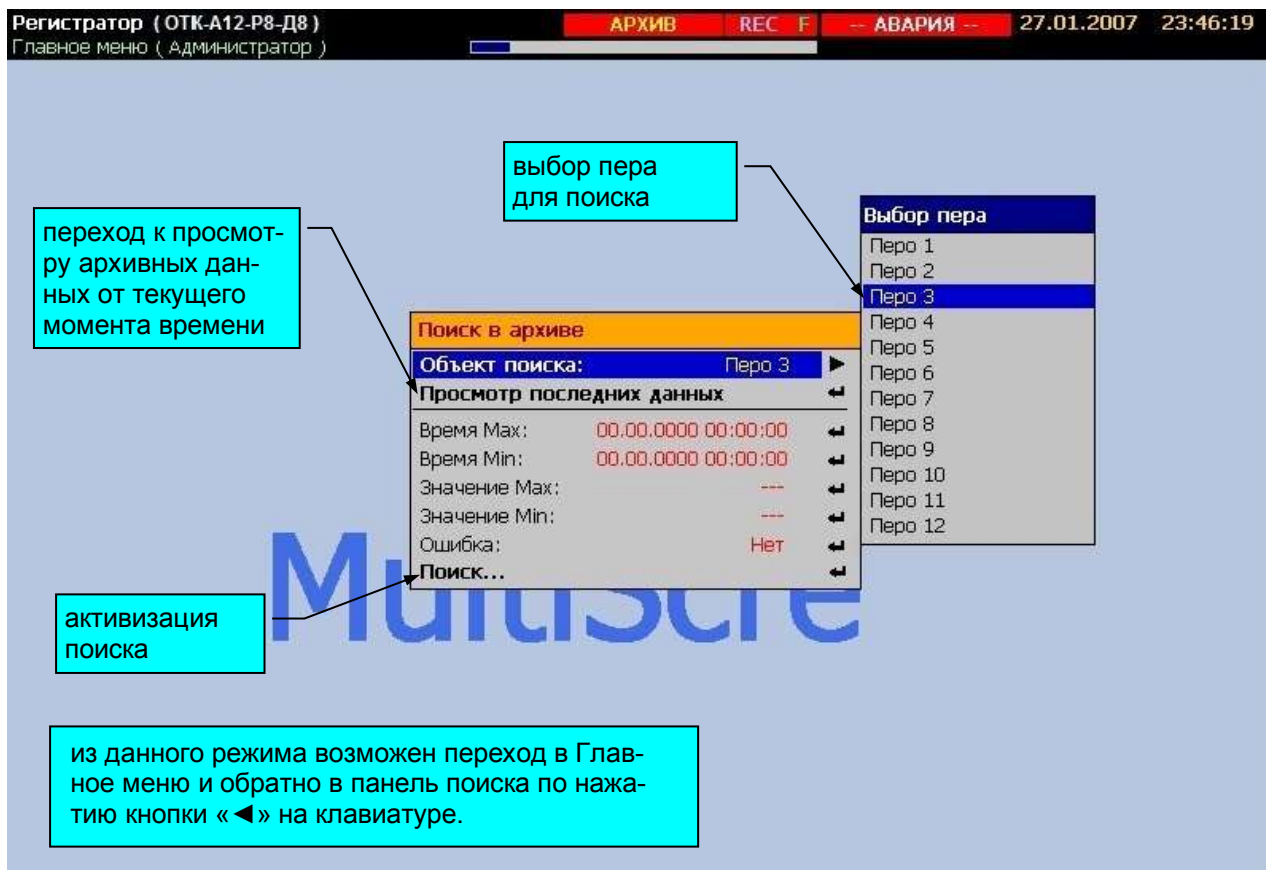 Регистратор ( ОТК-А12-Р8-Д8 )
АРХИВ
REC F
-- АВАРИЯ --
27.01.2007 23:46:19
Главное меню ( Администратор )
выбор пера
для поиска
переход к просмот-
ру архивных дан-
ных от текущего
момента времени
Выбор пера
Перо 1
Перо 2
Перо 3
Перо 4
Перо 5
Перо 6
Перо 7
Перо 8
Перо 9
Перо 10
Перо 11
Перо 12
Поиск в архиве
Объект поиска: Перо 3 ►
Просмотр последних данных ↵
Время Max: 00.00.0000 00:00:00 ↵
Время Min: 00.00.0000 00:00:00 ↵
Значение Max: --- ↵
Значение Min: --- ↵
Ошибка: Нет ↵
Поиск... ↵
MultiScre
активизация
поиска
из данного режима возможен переход в Глав-
ное меню и обратно в панель поиска по нажа-
тию кнопки «◄» на клавиатуре.